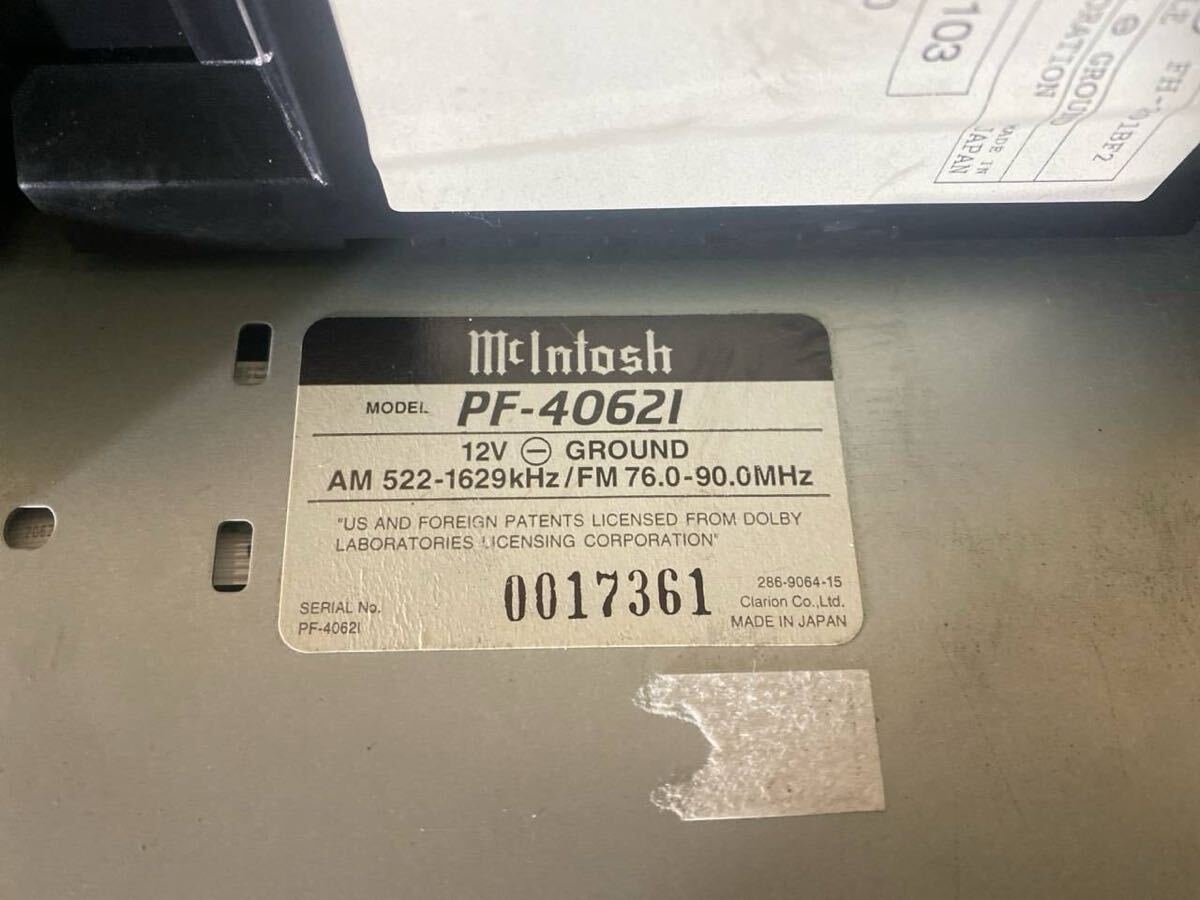 103
GROUND
MADE IN
JAPAN
McIntosh
MODEL PF-4062I
12V ⊖ GROUND
AM 522-1629kHz/FM 76.0-90.0MHz
"US AND FOREIGN PATENTS LICENSED FROM DOLBY
LABORATORIES LICENSING CORPORATION"
0017361
286-9064-15
SERIAL No.
Clarion Co.,Ltd.
PF-4062I
MADE IN JAPAN